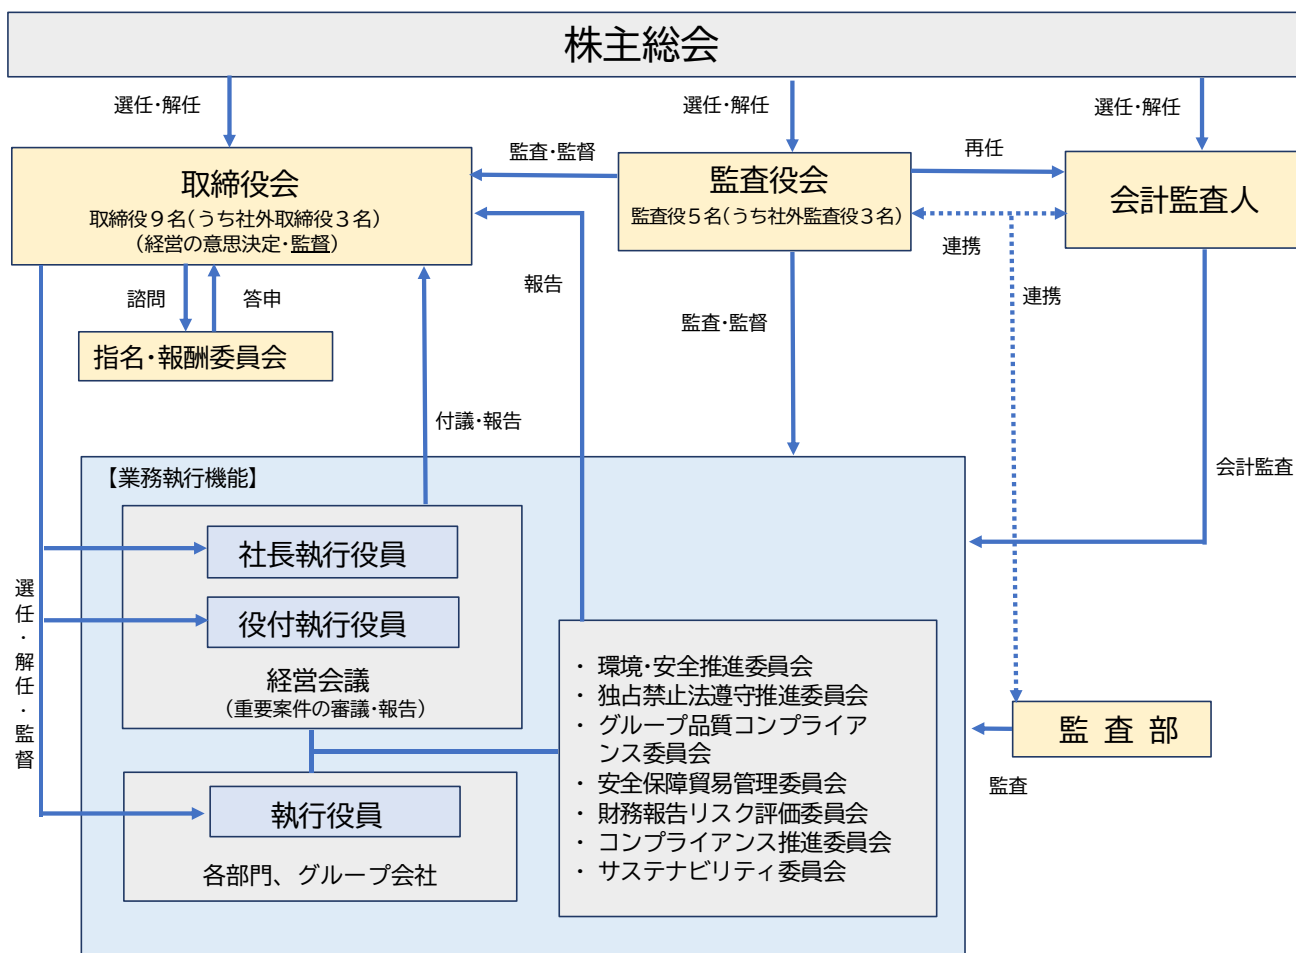 株主総会
選任・解任
選任・解任
選任・解任
取締役会
取締役９名（うち社外取締役３名）
（経営の意思決定・監督）
監査・監督
監査役会
監査役５名（うち社外監査役３名）
再任
会計監査人
連携
連携
諮問
答申
報告
監査・監督
指名・報酬委員会
付議・報告
会計監査
【業務執行機能】
社長執行役員
役付執行役員
経営会議
（重要案件の審議・報告）
選任・解任・監督
執行役員
各部門、グループ会社
・ 環境・安全推進委員会
・ 独占禁止法遵守推進委員会
・ グループ品質コンプライア
ンス委員会
・ 安全保障貿易管理委員会
・ 財務報告リスク評価委員会
・ コンプライアンス推進委員会
・ サステナビリティ委員会
監 査 部
監査